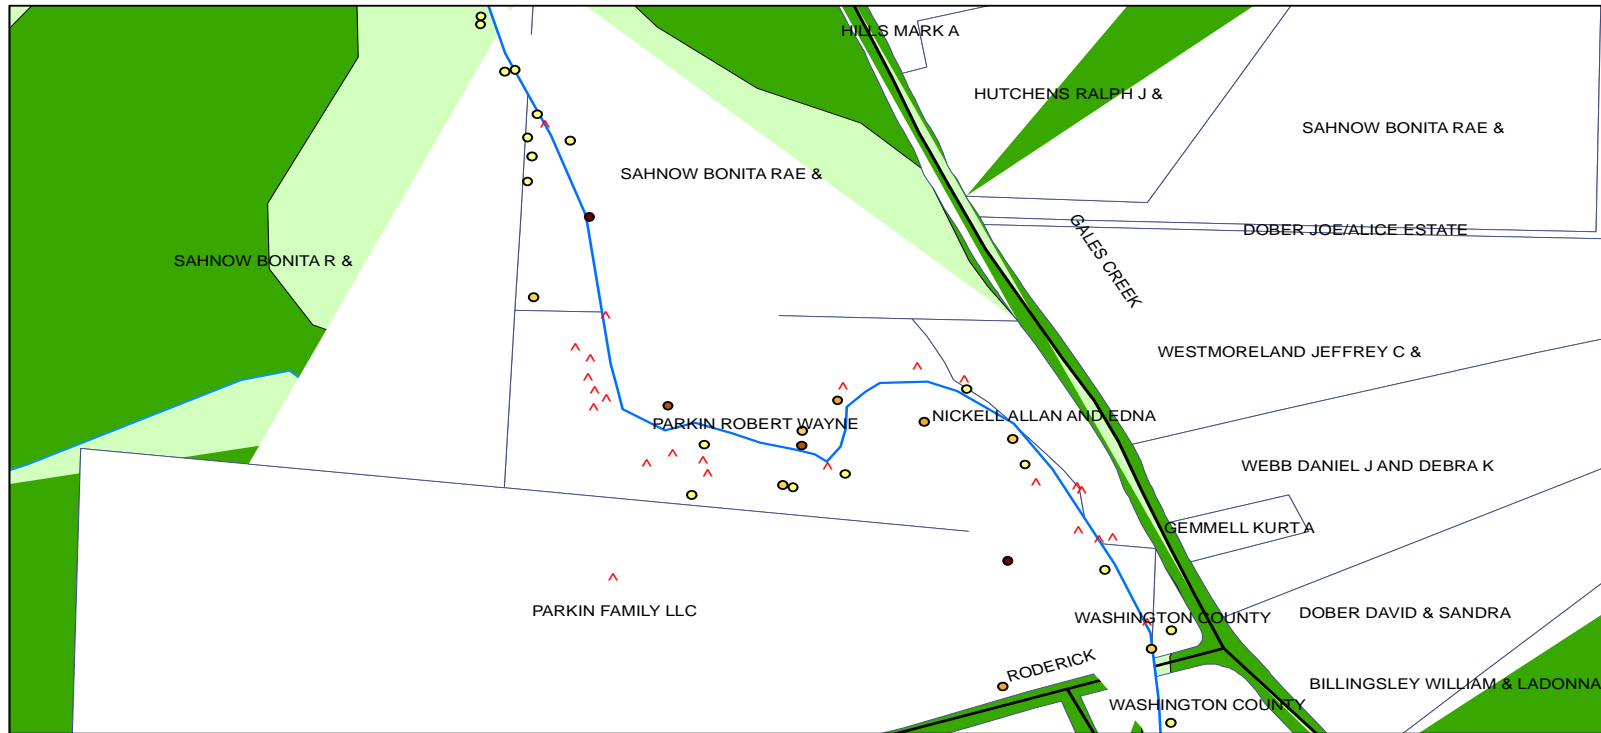 HILLS MARK A
HUTCHENS RALPH J &
SAHNOW BONITA RAE &
SAHNOW BONITA RAE &
GALES CREEK
DOBER JOE/ALICE ESTATE
SAHNOW BONITA R &
WESTMORELAND JEFFREY C &
NICKELL ALLAN AND EDNA
PARKIN ROBERT WAYNE
WEBB DANIEL J AND DEBRA K
GEMMELL KURT A
PARKIN FAMILY LLC
WASHINGTON COUNTY
DOBER DAVID & SANDRA
RODERICK
BILLINGSLEY WILLIAM & LADONNA
WASHINGTON COUNTY